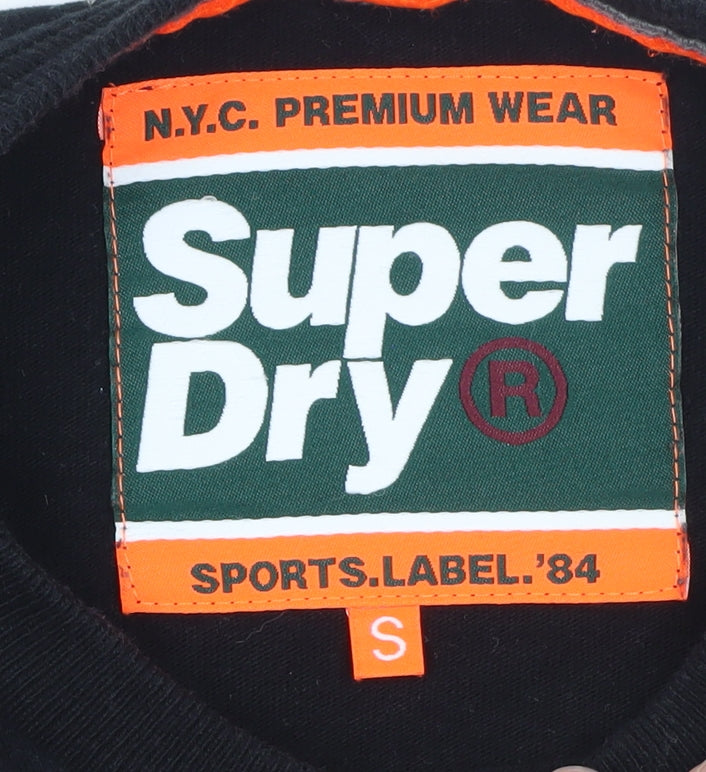 N.Y.C. PREMIUM WEAR
Super
Dry®
SPORTS.LABEL.'84
S